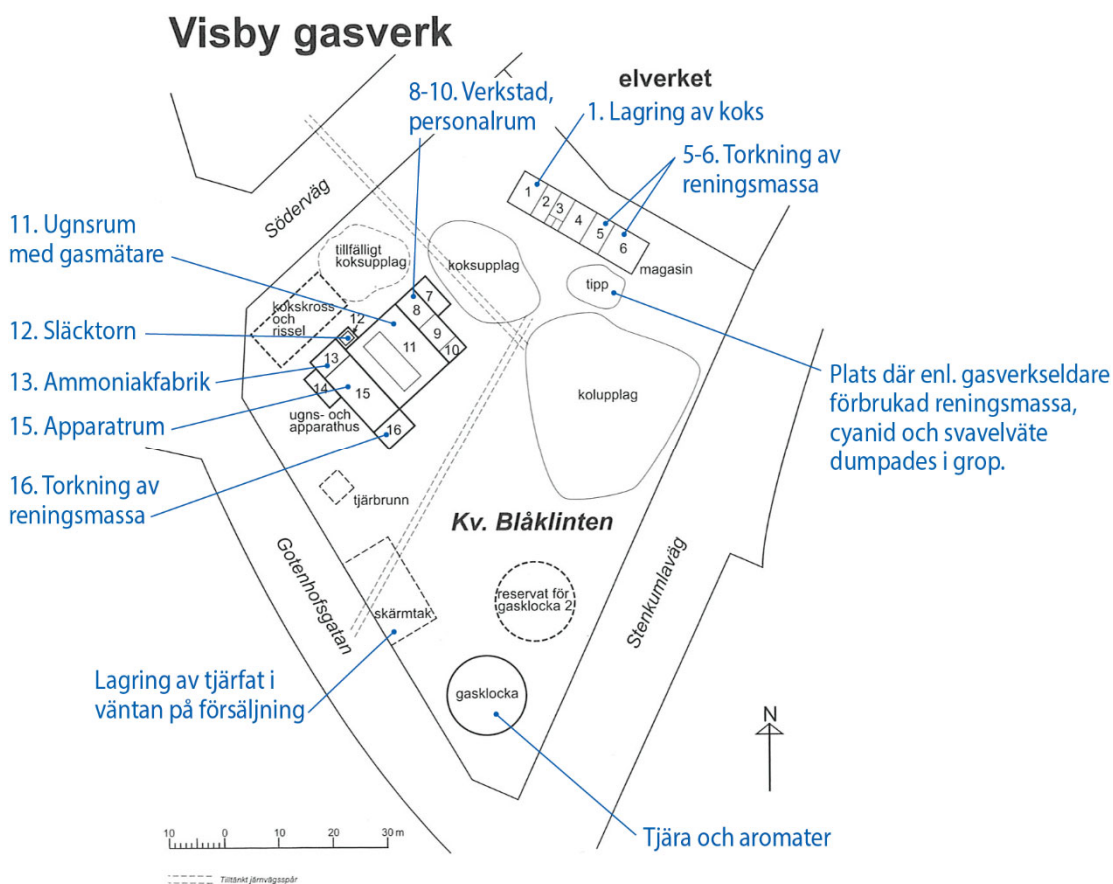 Visby gasverk
elverket
8-10. Verkstad,
personalrum
1. Lagring av koks
5-6. Torkning av
reningsmassa
1
2
3
4
5
6
magasin
Söderväg
11. Ugnsrum
med gasmätare
tillfälligt
koksupplag
koksupplag
tipp
kokskross
och
rissel
12
7
8
9
10
11
12. Släcktorn
13. Ammoniakfabrik
13
14
15
ugns- och
apparathus
16
15. Apparatrum
kolupplag
Plats där enl. gasverkseldare
förbrukad reningsmassa,
cyanid och svavelväte
dumpades i grop.
16. Torkning av
reningsmassa
tjärbrunn
Kv. Blåklinten
Gotenhofsgatan
Stenkumlaväg
reservat för
gasklocka 2
skärmtak
Lagring av tjärfat i
väntan på försäljning
gasklocka
N
Tjära och aromater
10 0 10 20 30 m
Tilltänkt järnvägsspår